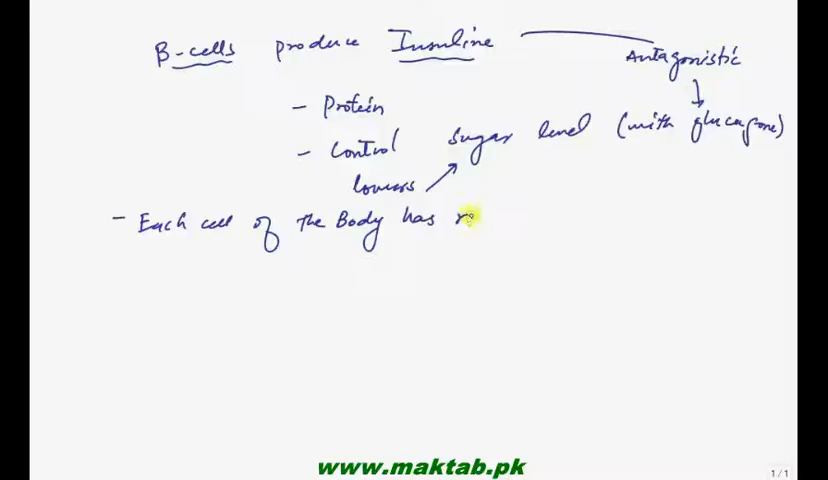 B-cells produce Insuline
Antagonistic
- Protein
- Control sugar level (with glucagone)
lowers
- Each cell of the Body has
www.maktab.pk
1/1